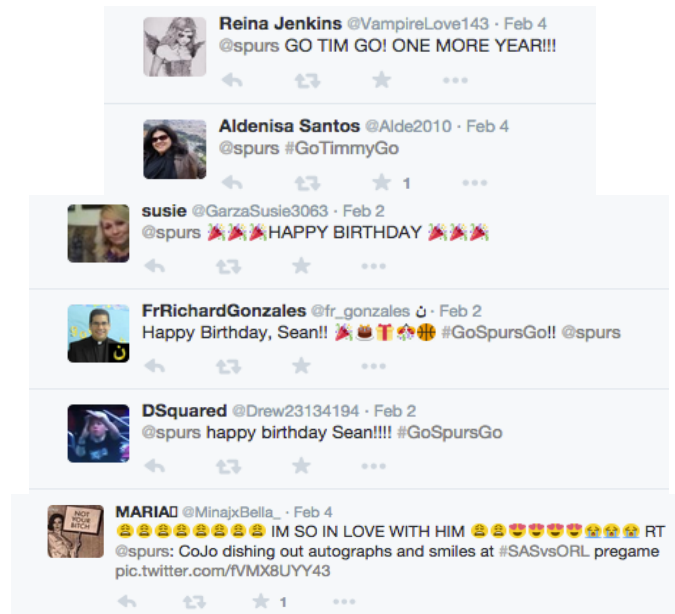 Reina Jenkins @VampireLove143 · Feb 4
@spurs GO TIM GO! ONE MORE YEAR!!!
Aldenisa Santos @Alde2010 · Feb 4
@spurs #GoTimmyGo
1
susie @GarzaSusie3063 · Feb 2
@spurs 🎉🎉🎉HAPPY BIRTHDAY 🎉🎉🎉
FrRichardGonzales @fr_gonzales ن · Feb 2
Happy Birthday, Sean!! 🎉🎂🎁🎊🏀 #GoSpursGo!! @spurs
ن
DSquared @Drew23134194 · Feb 2
@spurs happy birthday Sean!!!! #GoSpursGo
NOT
YOUR
BITCH
MARIA▯ @MinajxBella_ · Feb 4
😩😩😩😩😩😩😩😩 IM SO IN LOVE WITH HIM 😩😩😍😍😍😍😭😭😭 RT
@spurs: CoJo dishing out autographs and smiles at #SASvsORL pregame
pic.twitter.com/fVMX8UYY43
1